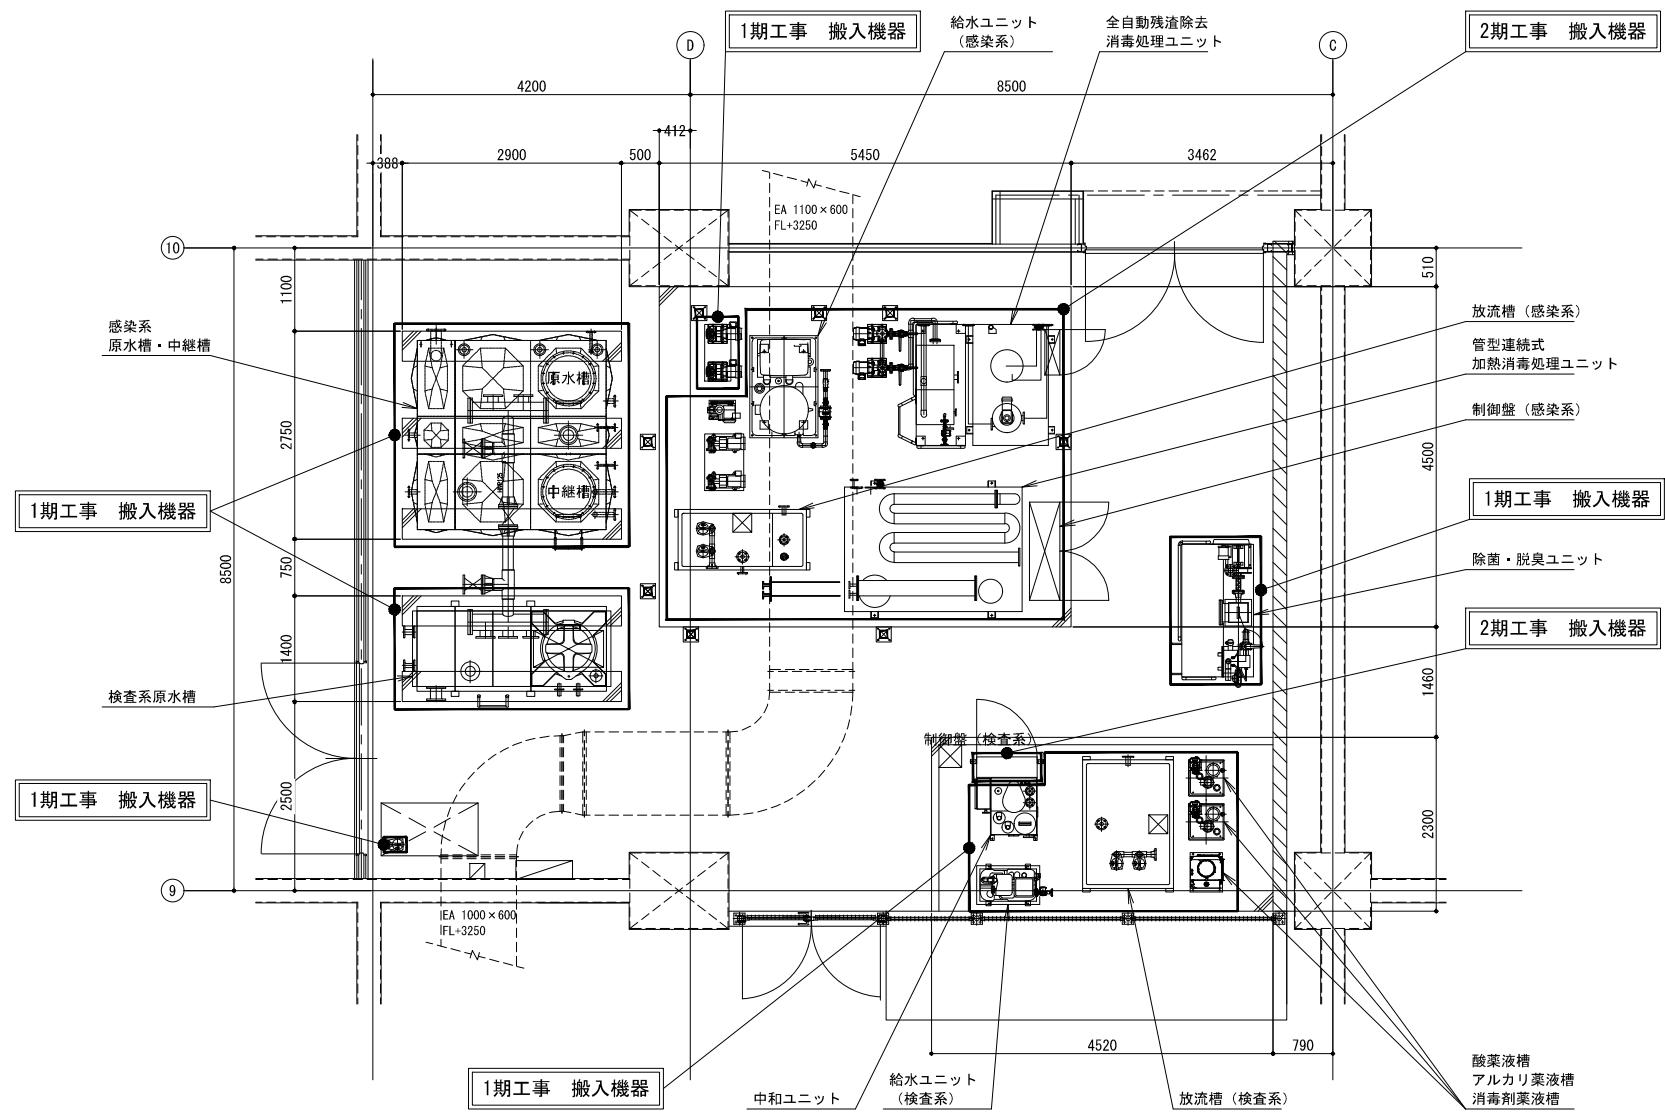 1期工事　搬入機器
給水ユニット
（感染系）
全自動残渣除去
消毒処理ユニット
2期工事　搬入機器
D
C
4200
8500
412
388
2900
500
5450
3462
EA 1100×600
FL+3250
10
510
1100
感染系
原水槽・中継槽
原水槽
放流槽（感染系）
管型連続式
加熱消毒処理ユニット
制御盤（感染系）
2750
4500
中継槽
1期工事　搬入機器
1期工事　搬入機器
8500
750
除菌・脱臭ユニット
2期工事　搬入機器
1400
検査系原水槽
1460
制御盤（検査系）
1期工事　搬入機器
2500
2300
9
EA 1000×600
FL+3250
4520
790
1期工事　搬入機器
中和ユニット
給水ユニット
（検査系）
放流槽（検査系）
酸薬液槽
アルカリ薬液槽
消毒剤薬液槽